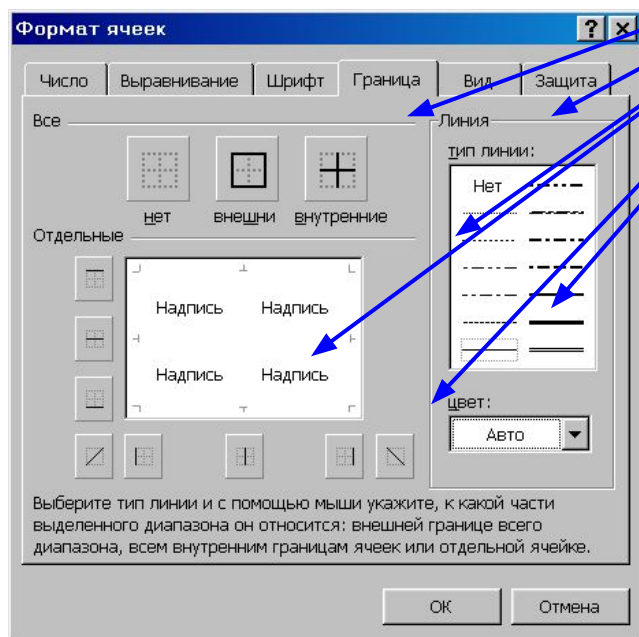 Формат ячеек
Число Выравнивание Шрифт Граница Вид Защита
Все
нет внешни внутренние
Отдельные
Надпись Надпись
Надпись Надпись
Линия
тип линии:
Нет
цвет:
Авто
Выберите тип линии и с помощью мыши укажите, к какой части
выделенного диапазона он относится: внешней границе всего
диапазона, всем внутренним границам ячеек или отдельной ячейке.
ОК Отмена